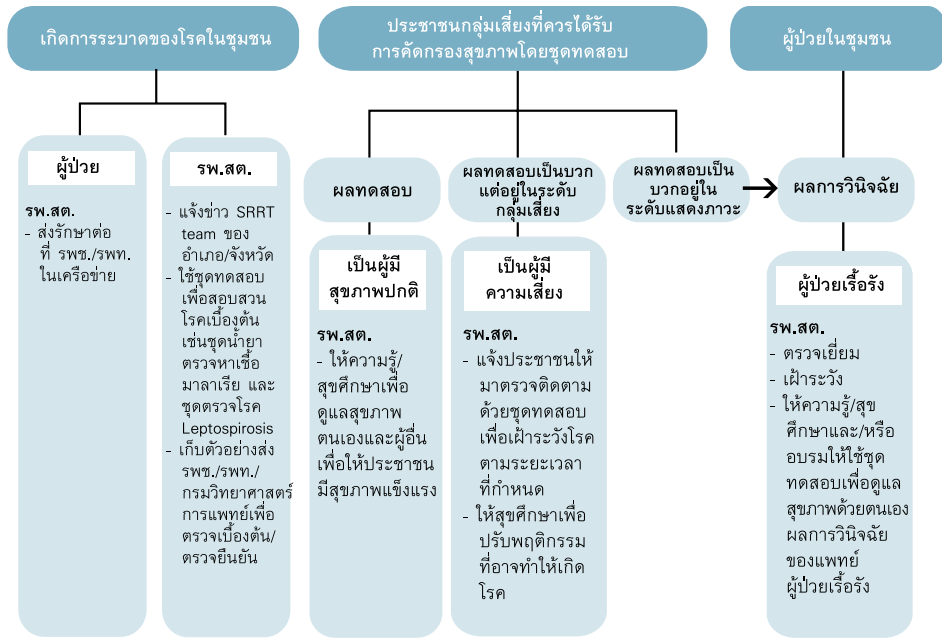 เกิดการระบาดของโรคในชุมชน
ผู้ป่วย
รพ.สต.
- ส่งรักษาต่อ
ที่ รพช./รพท.
ในเครือข่าย
รพ.สต.
- แจ้งข่าว SRRT
team ของ
อำเภอ/จังหวัด
- ใช้ชุดทดสอบ
เพื่อสอบสวน
โรคเบื้องต้น
เช่นชุดน้ำยา
ตรวจหาเชื้อ
มาลาเรีย และ
ชุดตรวจโรค
Leptospirosis
- เก็บตัวอย่างส่ง
รพช./รพท./
กรมวิทยาศาสตร์
การแพทย์เพื่อ
ตรวจเบื้องต้น/
ตรวจยืนยัน
ประชาชนกลุ่มเสี่ยงที่ควรได้รับ
การคัดกรองสุขภาพโดยชุดทดสอบ
ผลทดสอบ
เป็นผู้มี
สุขภาพปกติ
รพ.สต.
- ให้ความรู้/
สุขศึกษาเพื่อ
ดูแลสุขภาพ
ตนเองและผู้อื่น
เพื่อให้ประชาชน
มีสุขภาพแข็งแรง
ผลทดสอบเป็นบวก
แต่อยู่ในระดับ
กลุ่มเสี่ยง
เป็นผู้มี
ความเสี่ยง
รพ.สต.
- แจ้งประชาชนให้
มาตรวจติดตาม
ด้วยชุดทดสอบ
เพื่อเฝ้าระวังโรค
ตามระยะเวลา
ที่กำหนด
- ให้สุขศึกษาเพื่อ
ปรับพฤติกรรม
ที่อาจทำให้เกิด
โรค
ผลทดสอบเป็น
บวกอยู่ใน
ระดับแสดงภาวะ
ผู้ป่วยในชุมชน
ผลการวินิจฉัย
ผู้ป่วยเรื้อรัง
รพ.สต.
- ตรวจเยี่ยม
- เฝ้าระวัง
- ให้ความรู้/สุข
ศึกษาและ/หรือ
อบรมให้ใช้ชุด
ทดสอบเพื่อดูแล
สุขภาพด้วยตนเอง
ผลการวินิจฉัย
ของแพทย์
ผู้ป่วยเรื้อรัง